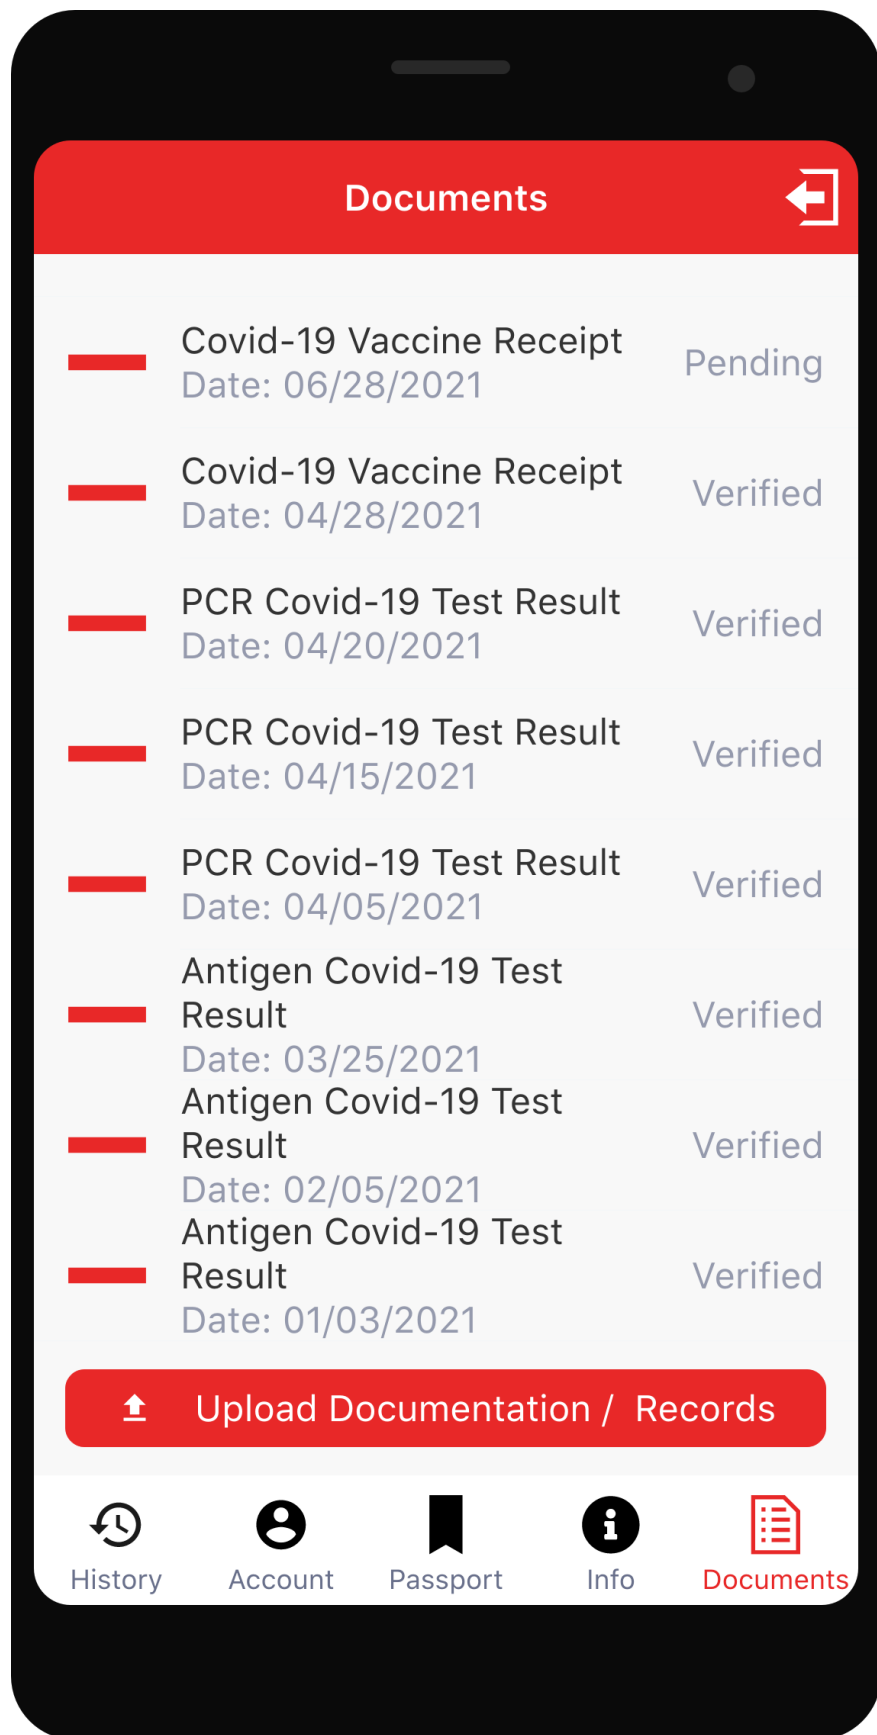 Documents
Covid-19 Vaccine Receipt
Date: 06/28/2021
Pending
Covid-19 Vaccine Receipt
Date: 04/28/2021
Verified
PCR Covid-19 Test Result
Date: 04/20/2021
Verified
PCR Covid-19 Test Result
Date: 04/15/2021
Verified
PCR Covid-19 Test Result
Date: 04/05/2021
Verified
Antigen Covid-19 Test
Result
Date: 03/25/2021
Verified
Antigen Covid-19 Test
Result
Date: 02/05/2021
Verified
Antigen Covid-19 Test
Result
Date: 01/03/2021
Verified
Upload Documentation / Records
History
Account
Passport
Info
Documents